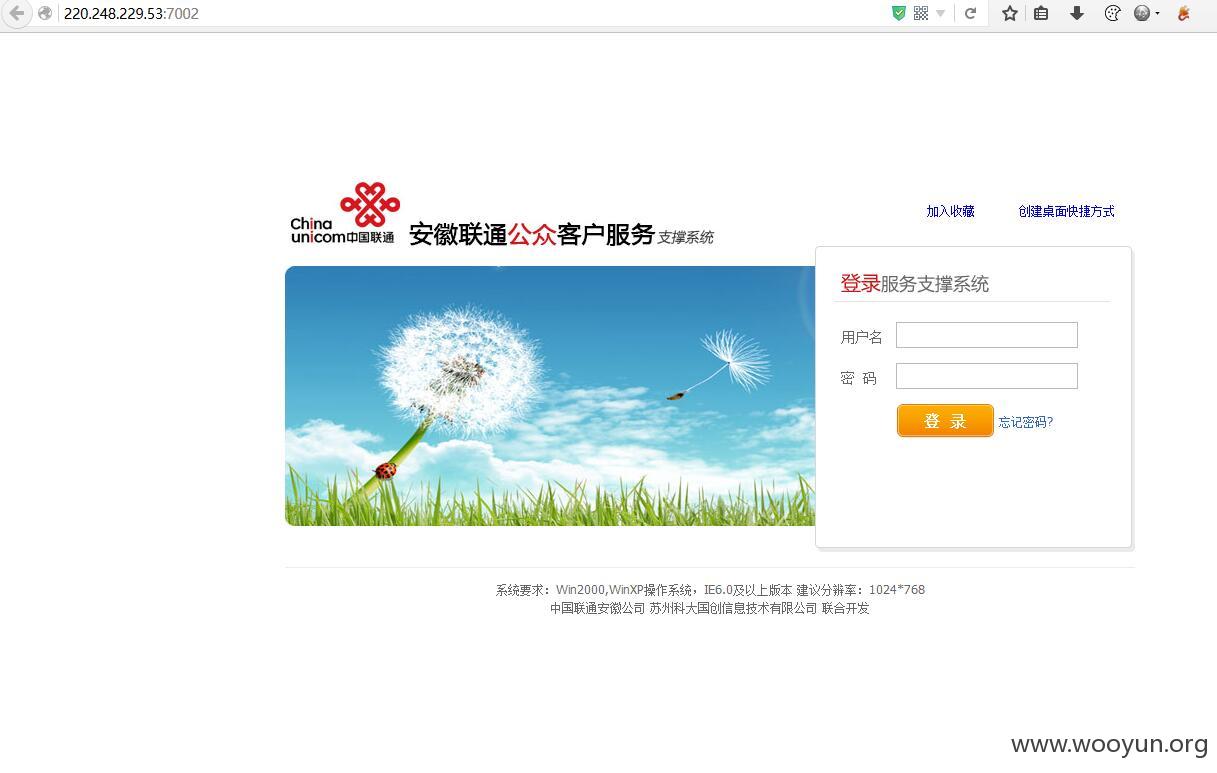 220.248.229.53:7002
China
unicom中国联通
安徽联通公众客户服务支撑系统
加入收藏 创建桌面快捷方式
登录服务支撑系统
用户名
密 码
登 录 忘记密码?
系统要求：Win2000,WinXP操作系统，IE6.0及以上版本 建议分辨率：1024*768
中国联通安徽公司 苏州科大国创信息技术有限公司 联合开发
www.wooyun.org